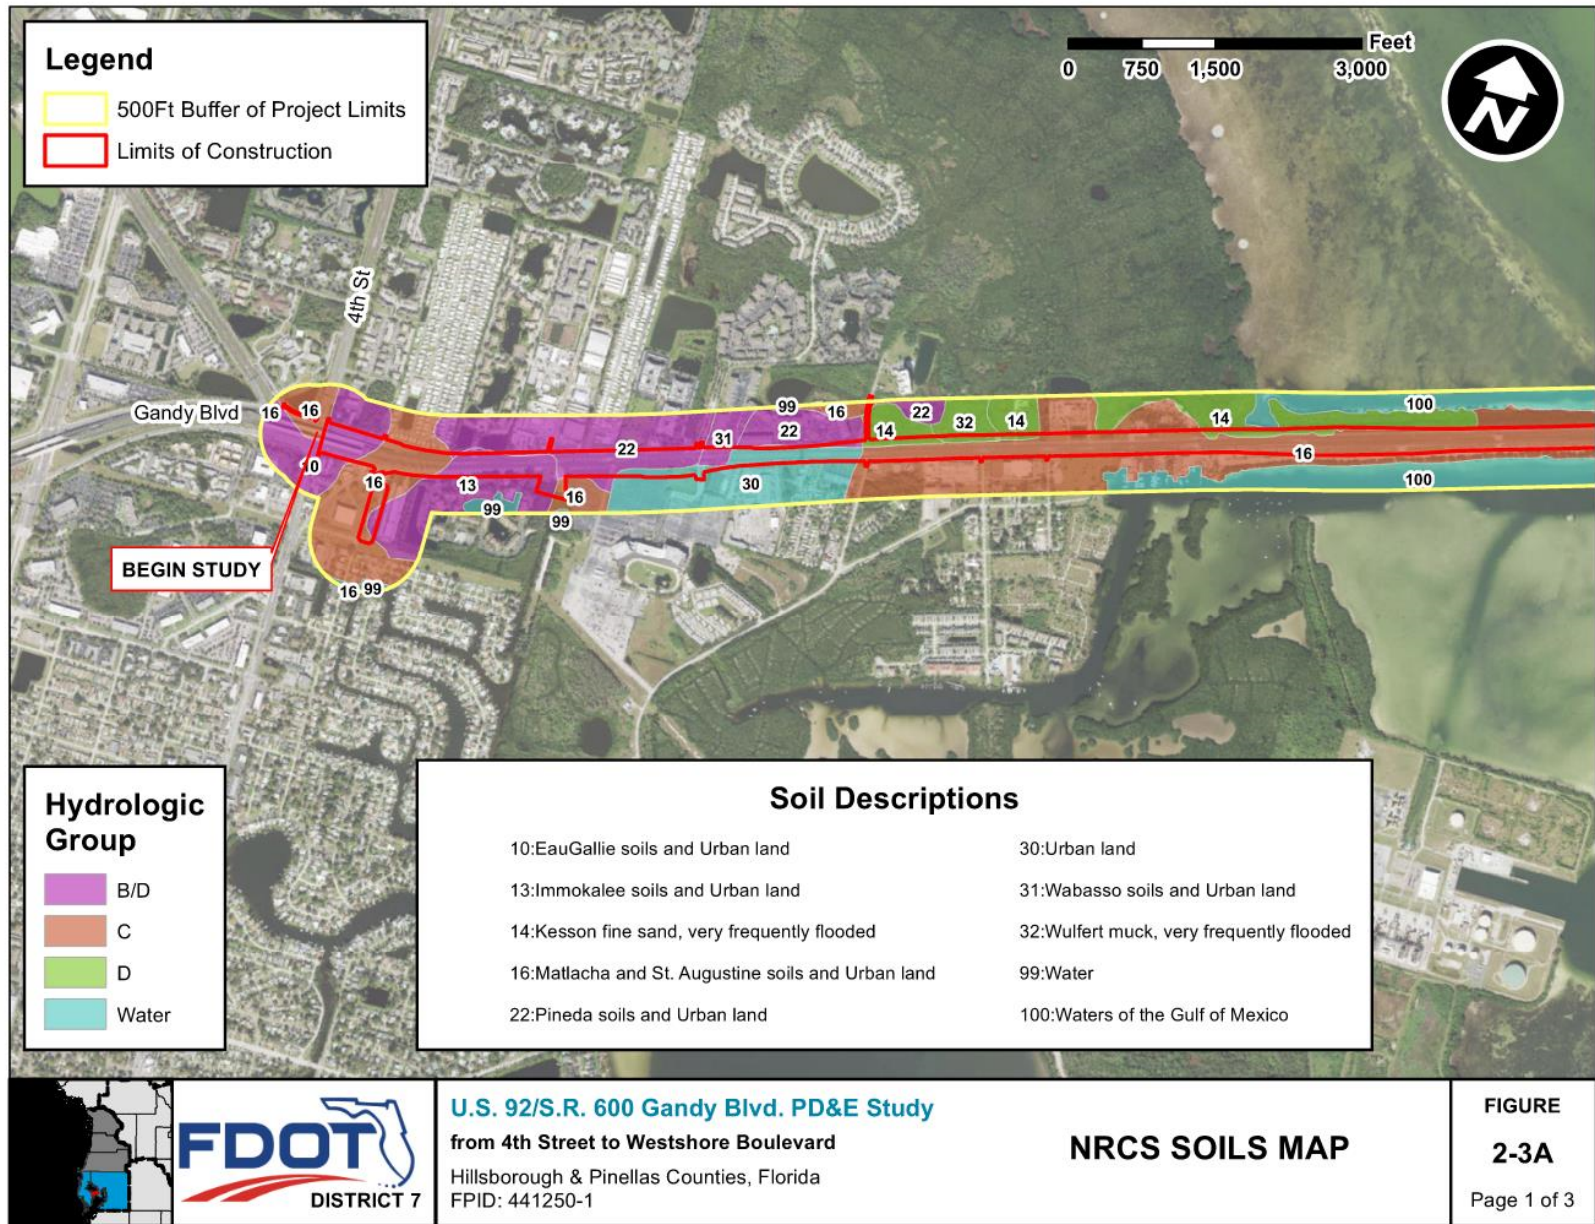 Legend
500Ft Buffer of Project Limits
Limits of Construction
Feet
0 750 1,500 3,000
N
4th St
Gandy Blvd
16
16
10
16
13
99
16
99
16 99
22
31
22
99
16
30
14
22
32
14
14
100
16
100
BEGIN STUDY
Hydrologic
Group
B/D
C
D
Water
Soil Descriptions
10:EauGallie soils and Urban land
13:Immokalee soils and Urban land
14:Kesson fine sand, very frequently flooded
16:Matlacha and St. Augustine soils and Urban land
22:Pineda soils and Urban land
30:Urban land
31:Wabasso soils and Urban land
32:Wulfert muck, very frequently flooded
99:Water
100:Waters of the Gulf of Mexico
FDOT
DISTRICT 7
U.S. 92/S.R. 600 Gandy Blvd. PD&E Study
from 4th Street to Westshore Boulevard
Hillsborough & Pinellas Counties, Florida
FPID: 441250-1
NRCS SOILS MAP
FIGURE
2-3A
Page 1 of 3